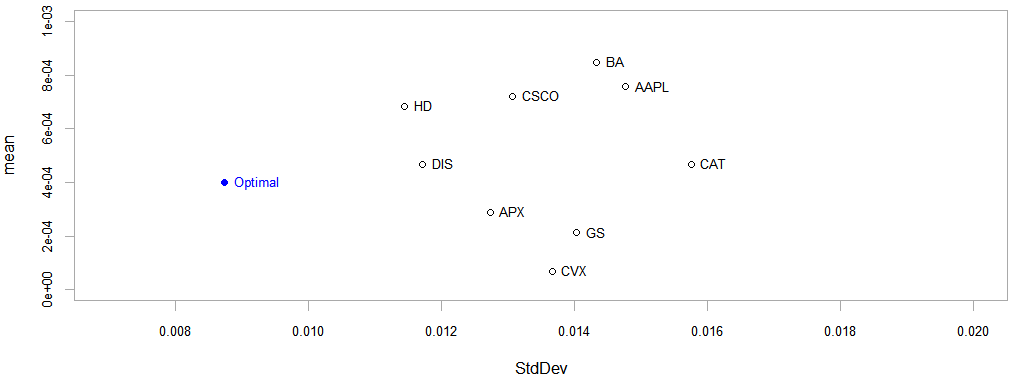 1e-03
8e-04
6e-04
4e-04
2e-04
0e+00
mean
BA
AAPL
CSCO
HD
DIS
CAT
Optimal
APX
GS
CVX
0.008 0.010 0.012 0.014 0.016 0.018 0.020
StdDev